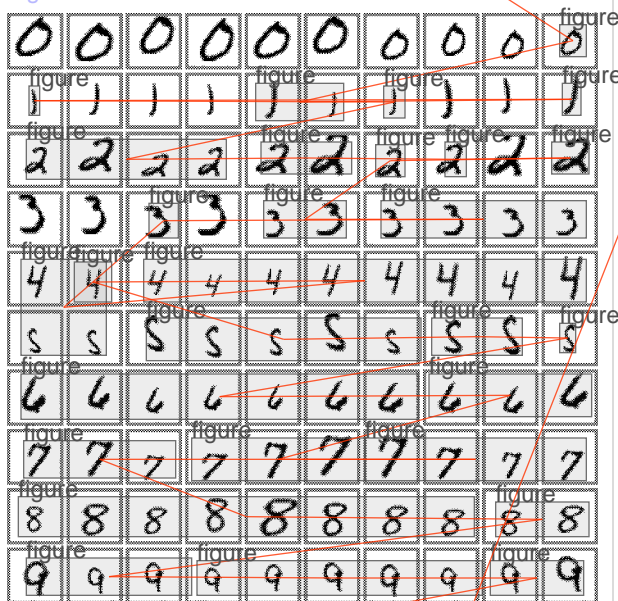 figure
0 0 0 0 0 0 0 0 0 0
figure figure figure figure
1 1 1 1 1 1 1 1 1 1
figure figure figure figure figure
2 2 2 2 2 2 2 2 2 2
figure figure figure
3 3 3 3 3 3 3 3 3 3
figure figure figure
4 4 4 4 4 4 4 4 4 4
figure figure figure
5 5 5 5 5 5 5 5 5 5
figure figure
6 6 6 6 6 6 6 6 6 6
figure figure figure
7 7 7 7 7 7 7 7 7 7
figure figure
8 8 8 8 8 8 8 8 8 8
figure figure figure
9 9 9 9 9 9 9 9 9 9